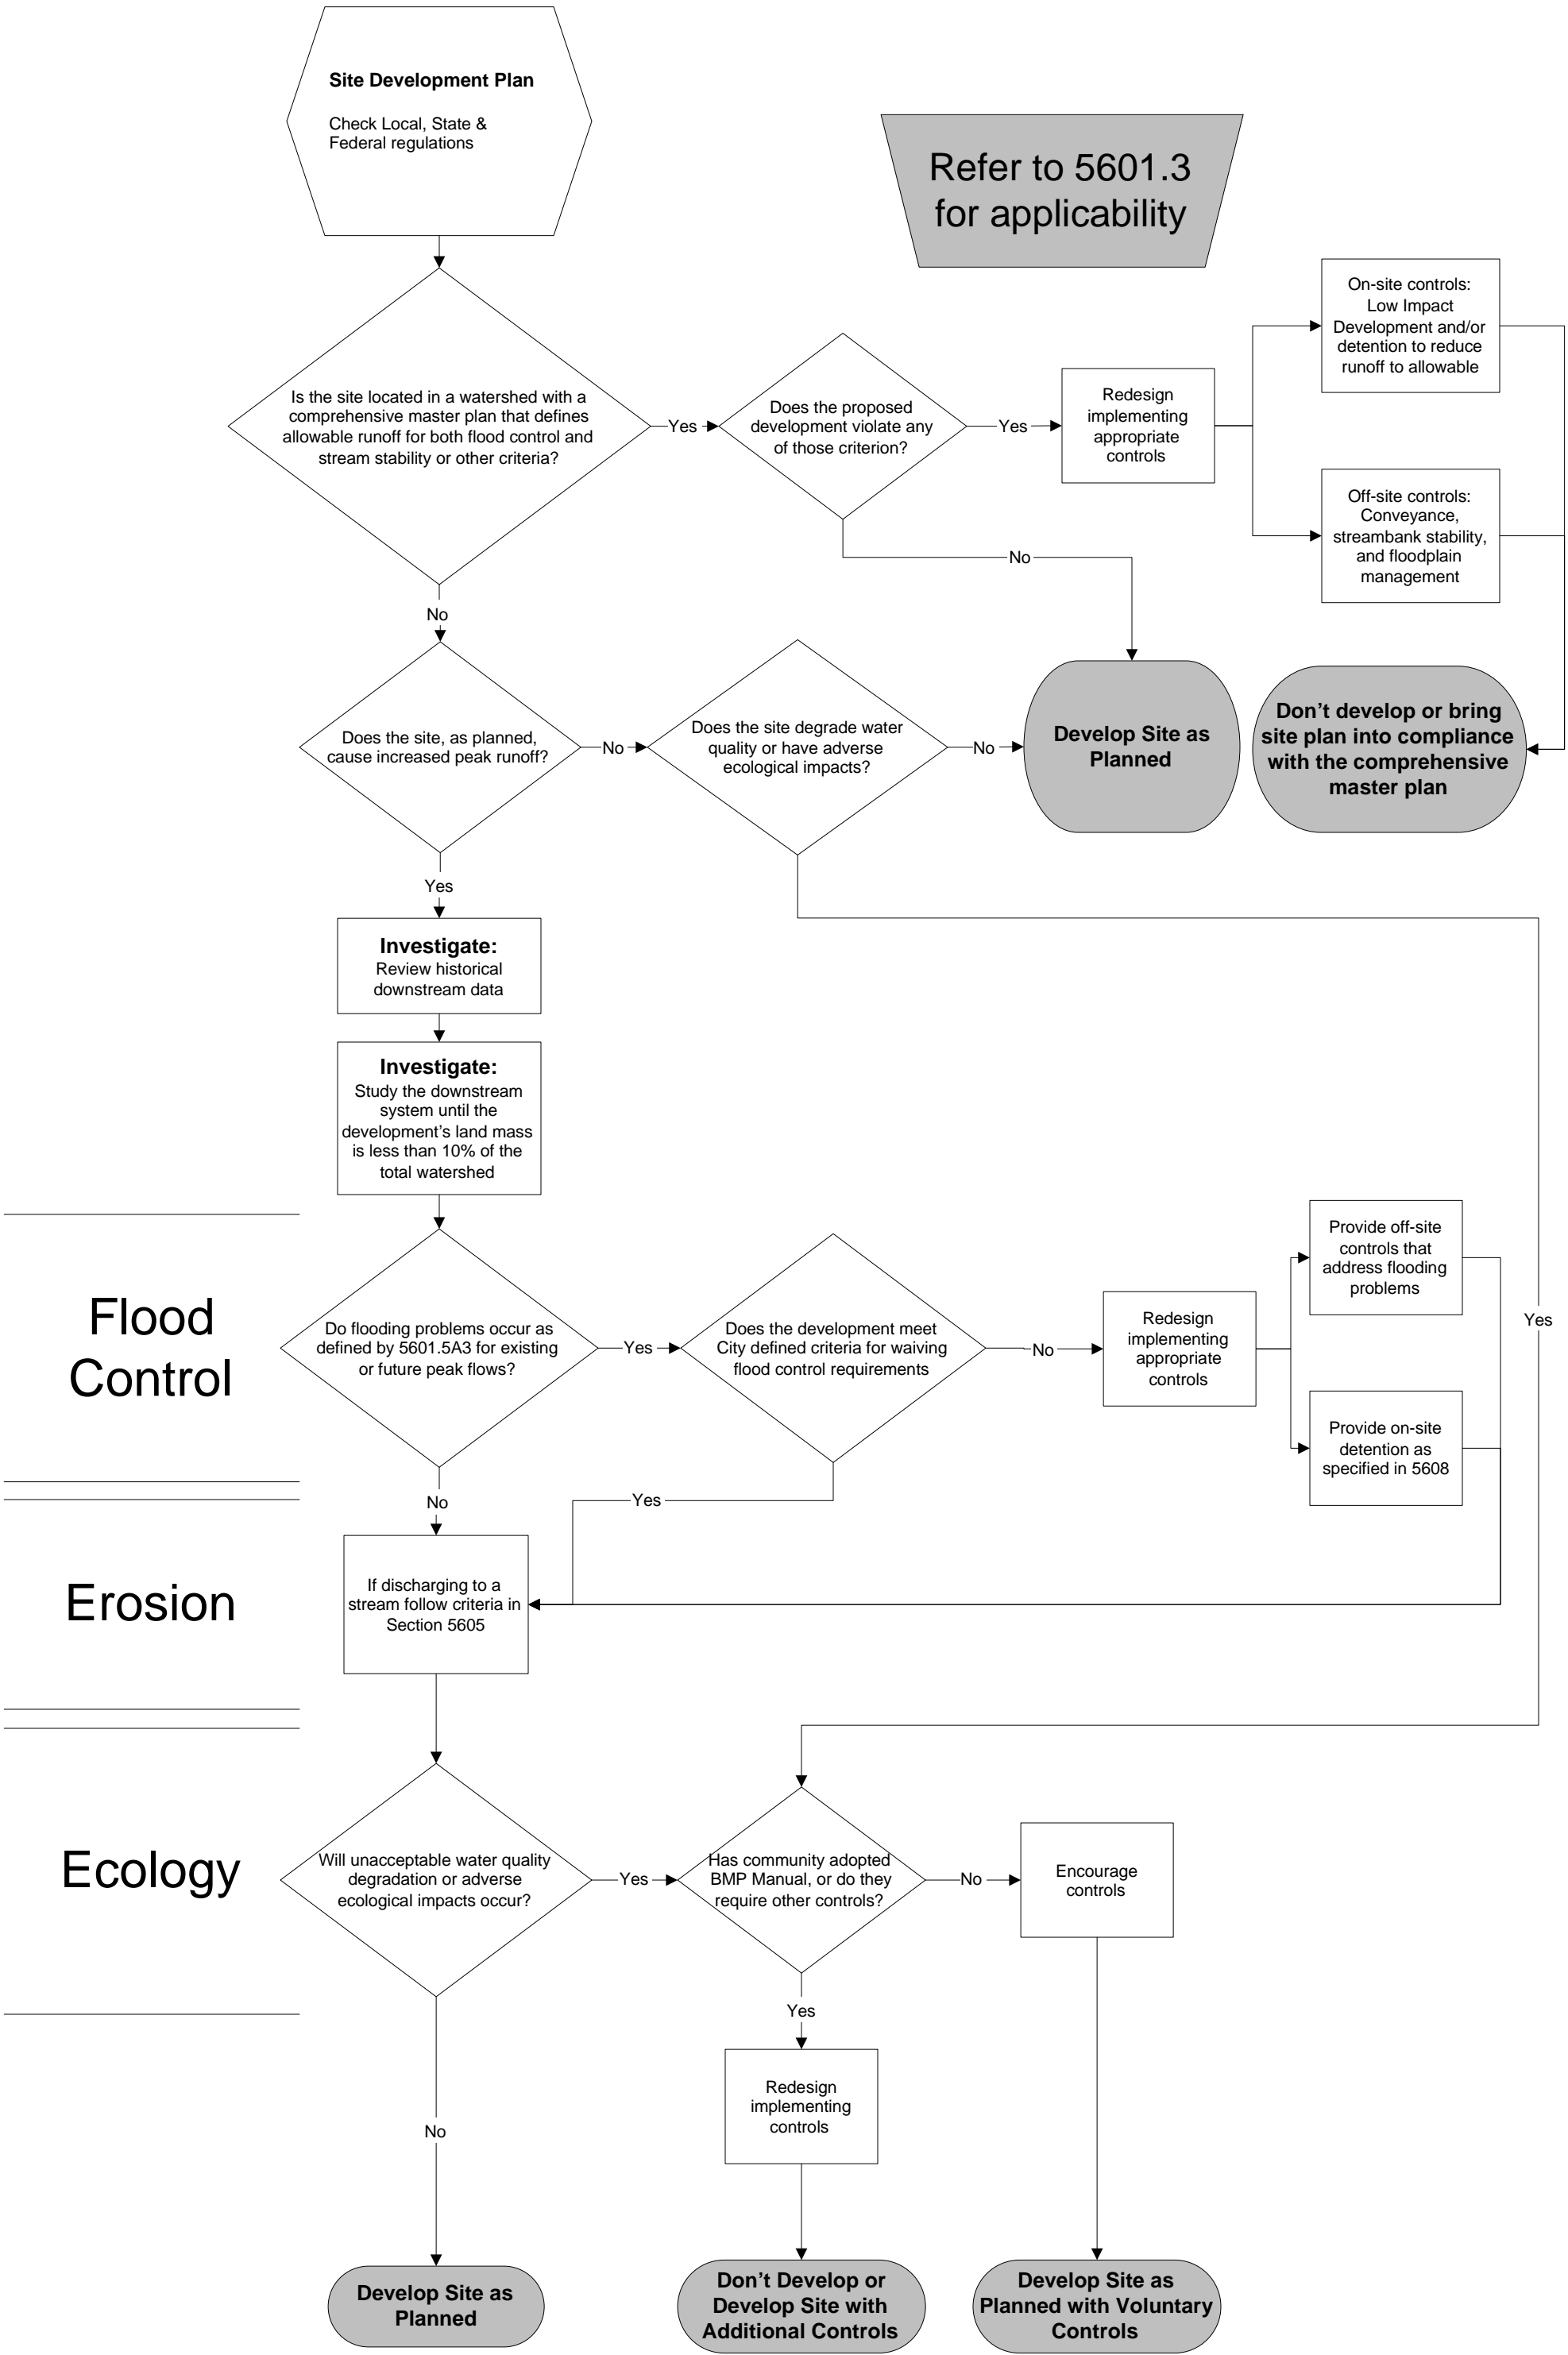 Site Development Plan
Check Local, State &
Federal regulations
Refer to 5601.3
for applicability
Is the site located in a watershed with a
comprehensive master plan that defines
allowable runoff for both flood control and
stream stability or other criteria?
Yes
Does the proposed
development violate any
of those criterion?
Yes
Redesign
implementing
appropriate
controls
On-site controls:
Low Impact
Development and/or
detention to reduce
runoff to allowable
Off-site controls:
Conveyance,
streambank stability,
and floodplain
management
No
No
Does the site, as planned,
cause increased peak runoff?
No
Does the site degrade water
quality or have adverse
ecological impacts?
No
Develop Site as
Planned
Don’t develop or bring
site plan into compliance
with the comprehensive
master plan
Yes
Investigate:
Review historical
downstream data
Investigate:
Study the downstream
system until the
development’s land mass
is less than 10% of the
total watershed
Flood
Control
Do flooding problems occur as
defined by 5601.5A3 for existing
or future peak flows?
Yes
Does the development meet
City defined criteria for waiving
flood control requirements
No
Redesign
implementing
appropriate
controls
Provide off-site
controls that
address flooding
problems
Provide on-site
detention as
specified in 5608
Yes
No
Yes
Erosion
If discharging to a
stream follow criteria in
Section 5605
Ecology
Will unacceptable water quality
degradation or adverse
ecological impacts occur?
Yes
Has community adopted
BMP Manual, or do they
require other controls?
No
Encourage
controls
Yes
Redesign
implementing
controls
No
Develop Site as
Planned
Don’t Develop or
Develop Site with
Additional Controls
Develop Site as
Planned with Voluntary
Controls